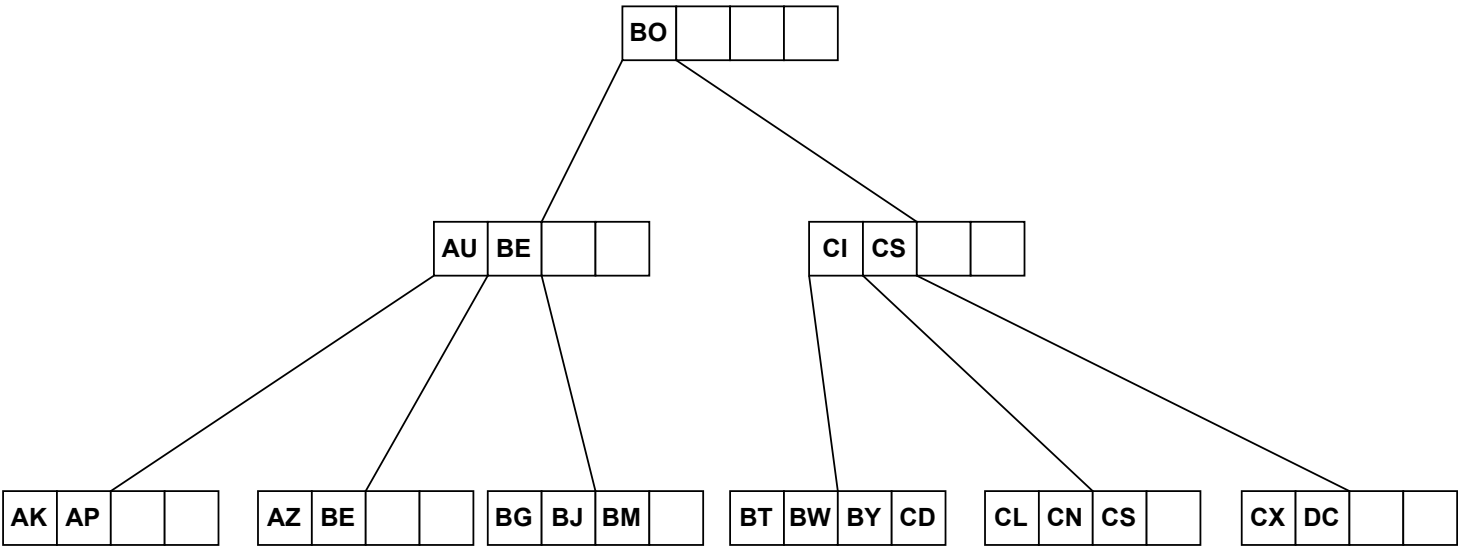 BO
AU BE
CI CS
AK AP
AZ BE
BG BJ BM
BT BW BY CD
CL CN CS
CX DC